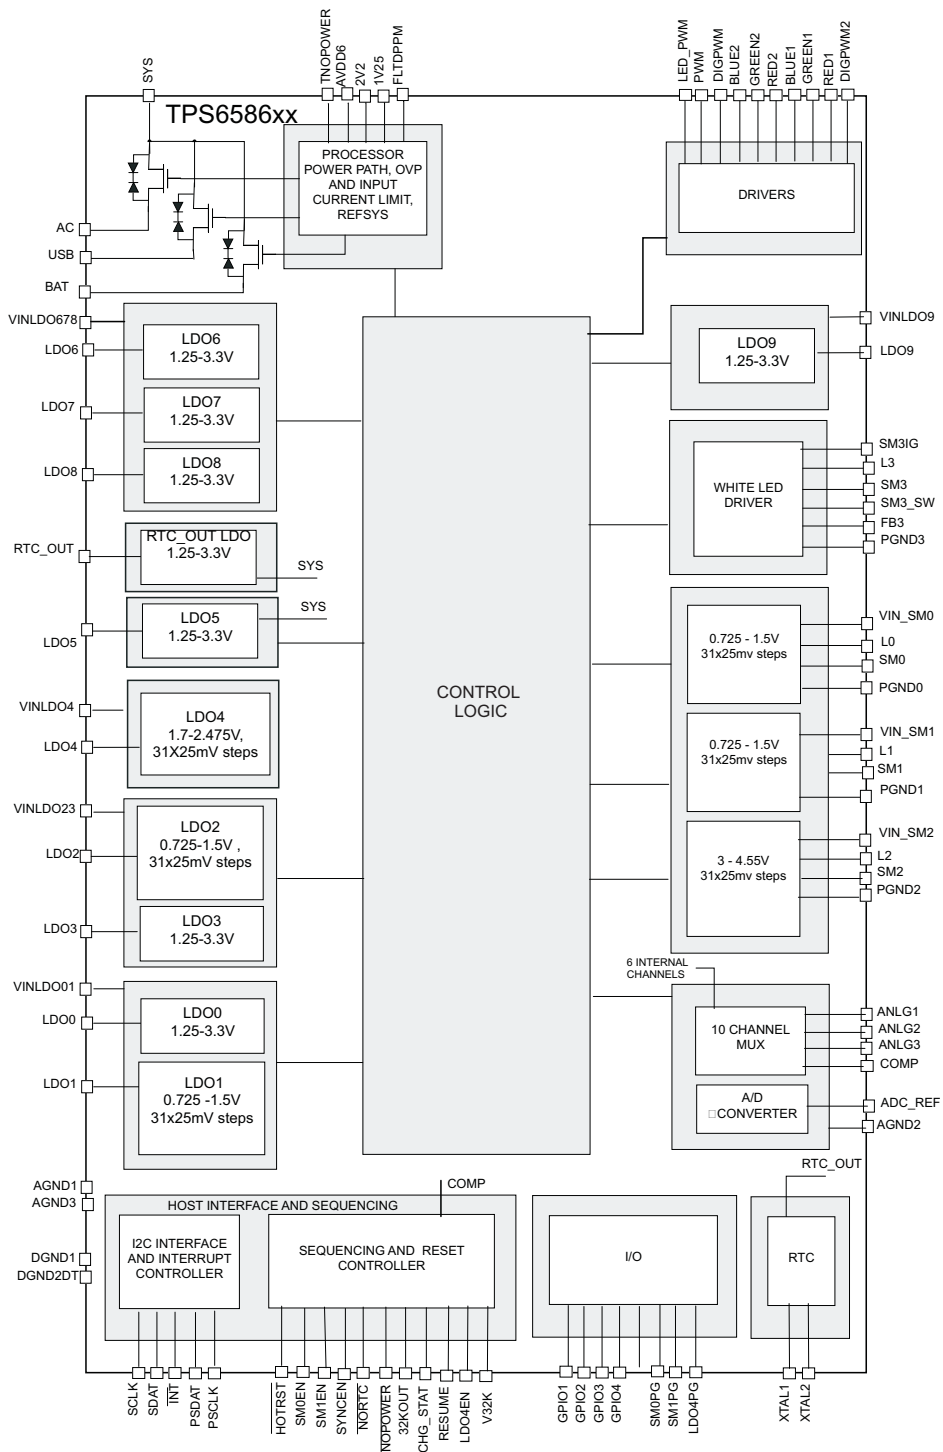 SYS
TNOPOWER
AVDD6
2V2
1V25
FLTDPPM
LED_PWM
PWM
DIGPWM
BLUE2
GREEN2
RED2
BLUE1
GREEN1
RED1
DIGPWM2
TPS6586xx
PROCESSOR
POWER PATH, OVP
AND INPUT
CURRENT LIMIT,
REFSYS
DRIVERS
AC
USB
BAT
VINLDO678
LDO6
LDO6
1.25-3.3V
LDO7
LDO7
1.25-3.3V
LDO8
LDO8
1.25-3.3V
RTC_OUT
RTC_OUT LDO
1.25-3.3V
SYS
LDO5
LDO5
1.25-3.3V
SYS
VINLDO4
LDO4
LDO4
1.7-2.475V,
31X25mV steps
VINLDO23
LDO2
LDO2
0.725-1.5V ,
31x25mV steps
LDO3
LDO3
1.25-3.3V
VINLDO01
LDO0
LDO0
1.25-3.3V
LDO1
LDO1
0.725 -1.5V
31x25mV steps
CONTROL
LOGIC
VINLDO9
LDO9
LDO9
1.25-3.3V
WHITE LED
DRIVER
SM3IG
L3
SM3
SM3_SW
FB3
PGND3
0.725 - 1.5V
31x25mv steps
VIN_SM0
L0
SM0
PGND0
0.725 - 1.5V
31x25mv steps
VIN_SM1
L1
SM1
PGND1
3 - 4.55V
31x25mv steps
VIN_SM2
L2
SM2
PGND2
6 INTERNAL
CHANNELS
10 CHANNEL
MUX
ANLG1
ANLG2
ANLG3
COMP
A/D
□CONVERTER
ADC_REF
AGND2
AGND1
AGND3
DGND1
DGND2DT
HOST INTERFACE AND SEQUENCING
COMP
I2C INTERFACE
AND INTERRUPT
CONTROLLER
SEQUENCING AND RESET
CONTROLLER
I/O
RTC_OUT
RTC
SCLK
SDAT
INT
PSDAT
PSCLK
HOTRST
SM0EN
SM1EN
SYNCEN
NORTC
NOPOWER
32KOUT
CHG_STAT
RESUME
LDO4EN
V32K
GPIO1
GPIO2
GPIO3
GPIO4
SM0PG
SM1PG
LDO4PG
XTAL1
XTAL2